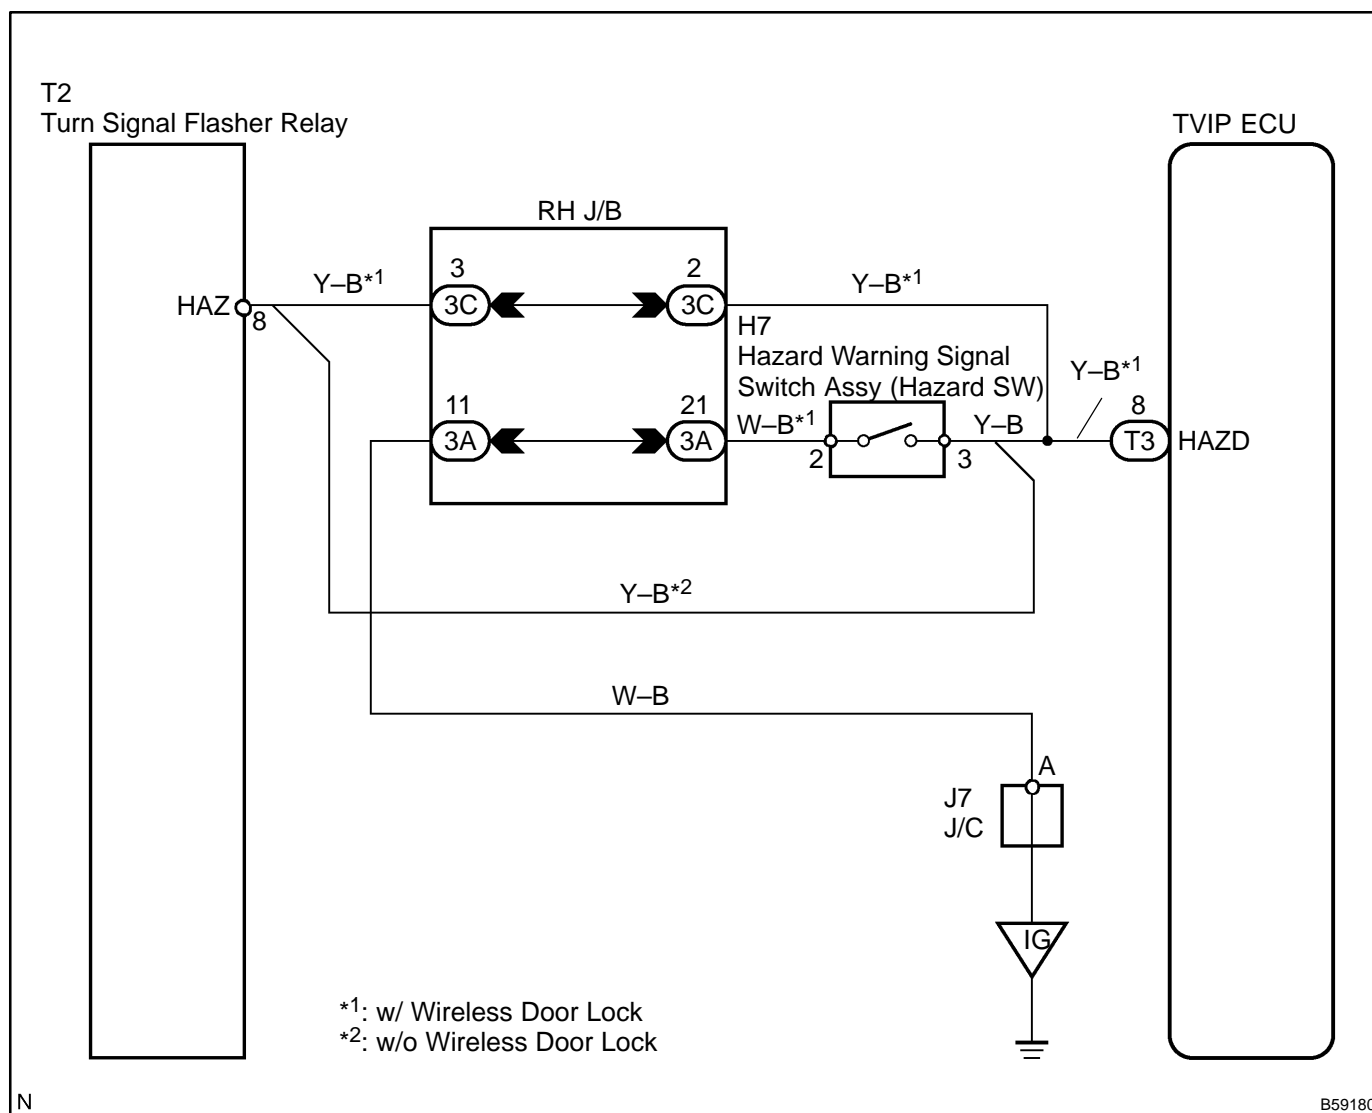 T2
Turn Signal Flasher Relay
TVIP ECU
RH J/B
Y–B*1
3
2
Y–B*1
HAZ
8
3C
3C
H7
Hazard Warning Signal
Switch Assy (Hazard SW)
Y–B*1
11
21
W–B*1
Y–B
8
3A
3A
T3
HAZD
2
3
Y–B*2
W–B
A
J7
J/C
IG
*1: w/ Wireless Door Lock
*2: w/o Wireless Door Lock
N
B59180